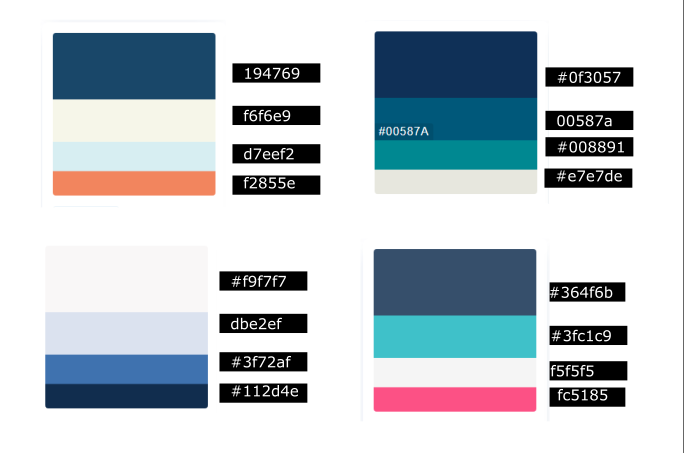 194769
f6f6e9
d7eef2
f2855e
#0f3057
00587a
#00587A
#008891
#e7e7de
#f9f7f7
dbe2ef
#3f72af
#112d4e
#364f6b
#3fc1c9
f5f5f5
fc5185